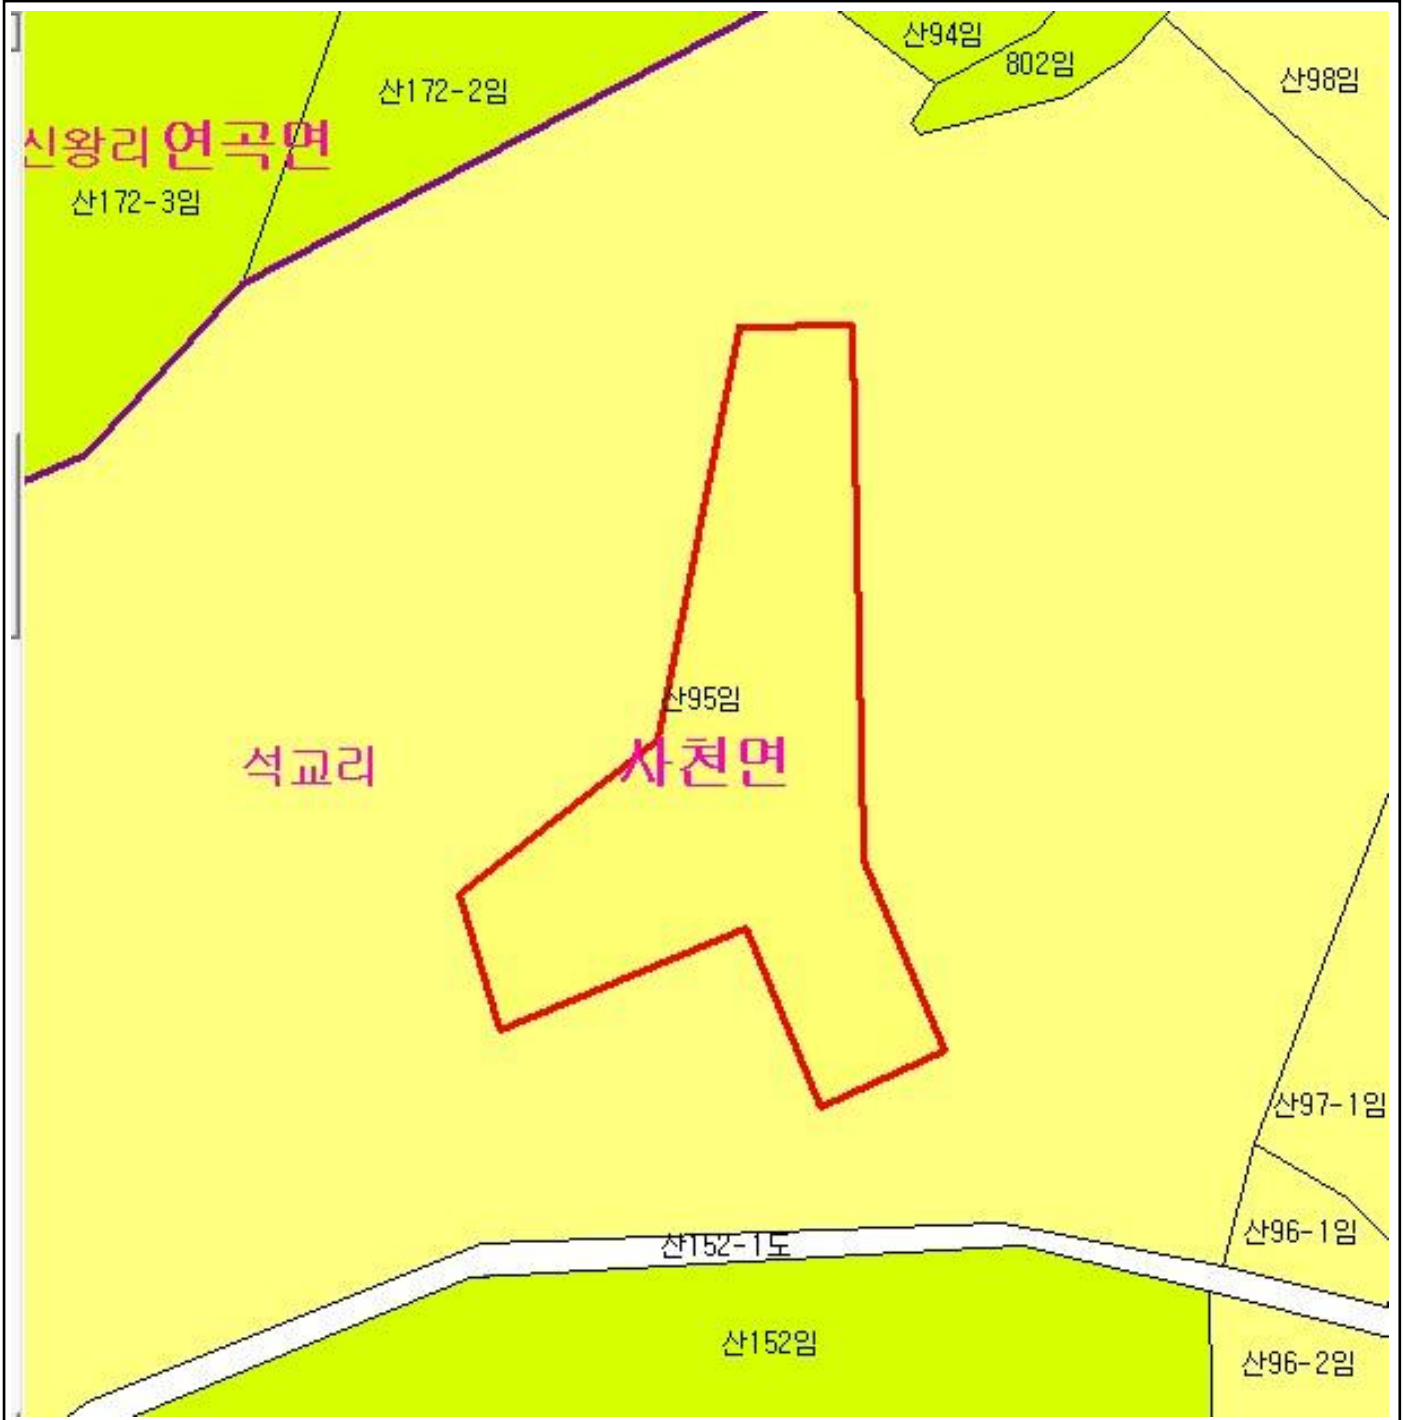 산94임
802임
산98임
산172-2임
신왕리 연곡면
산172-3임
산95임
석교리
사천면
산97-1임
산96-1임
산152-1도
산152임
산96-2임